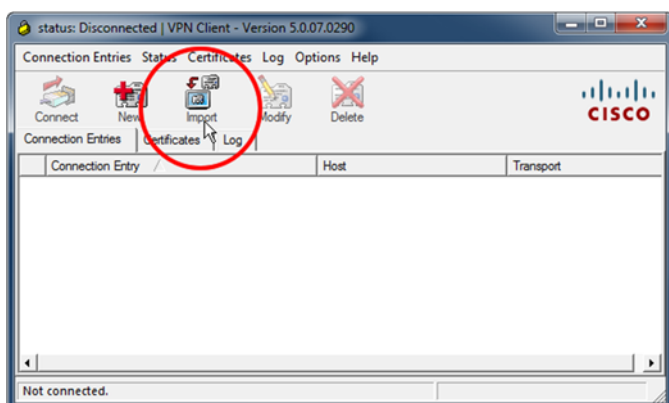 status: Disconnected | VPN Client - Version 5.0.07.0290
Connection Entries Status Certificates Log Options Help
Connect New Import Modify Delete
CISCO
Connection Entries Certificates Log
Connection Entry Host Transport
Not connected.